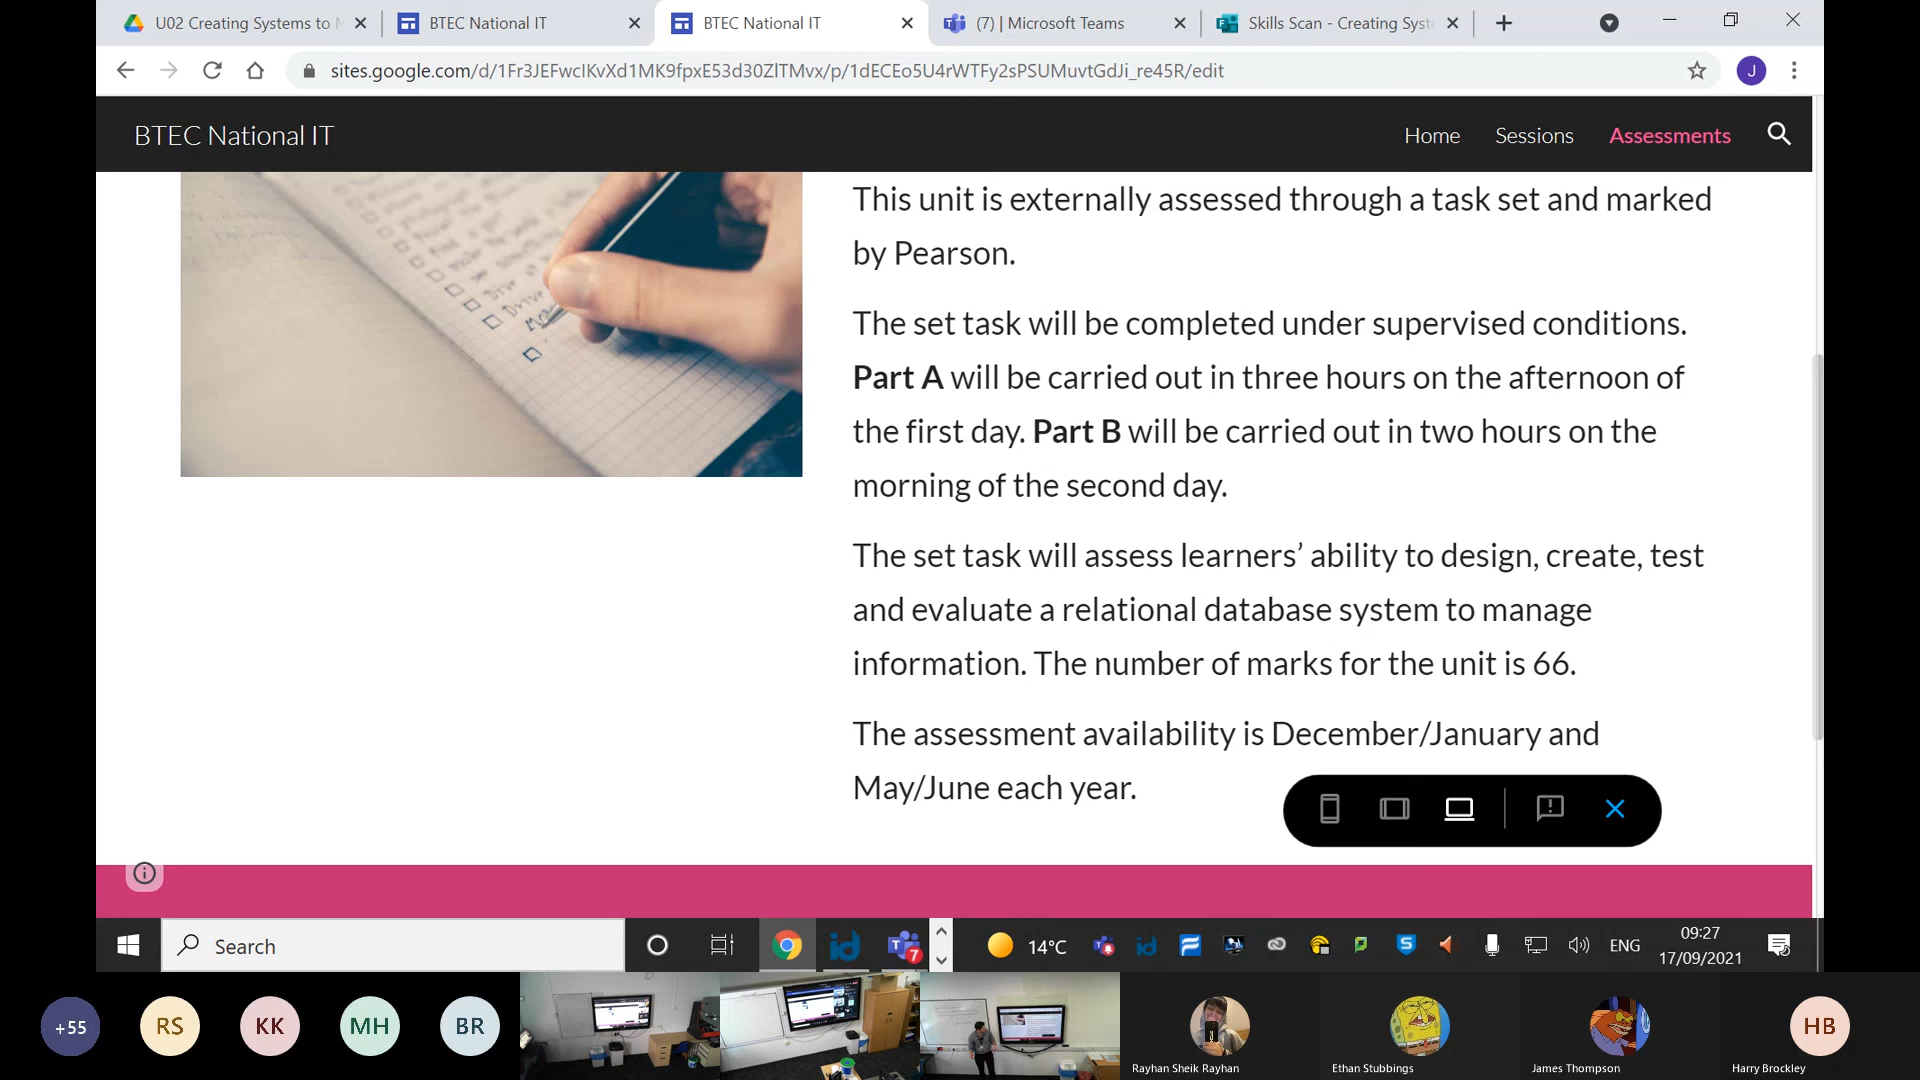 U02 Creating Systems to
BTEC National IT
BTEC National IT
(7) | Microsoft Teams
Skills Scan - Creating Syst
sites.google.com/d/1Fr3JEFwcIKvXd1MK9fpxE53d30ZlTMvx/p/1dECEo5U4rWTFy2sPSUMuvtGdJi_re45R/edit
J
BTEC National IT
Home
Sessions
Assessments
This unit is externally assessed through a task set and marked
by Pearson.
The set task will be completed under supervised conditions.
Part A will be carried out in three hours on the afternoon of
the first day. Part B will be carried out in two hours on the
morning of the second day.
The set task will assess learners’ ability to design, create, test
and evaluate a relational database system to manage
information. The number of marks for the unit is 66.
The assessment availability is December/January and
May/June each year.
Search
7
14°C
ENG
09:27
17/09/2021
+55
RS
KK
MH
BR
Rayhan Sheik Rayhan
Ethan Stubbings
James Thompson
HB
Harry Brockley